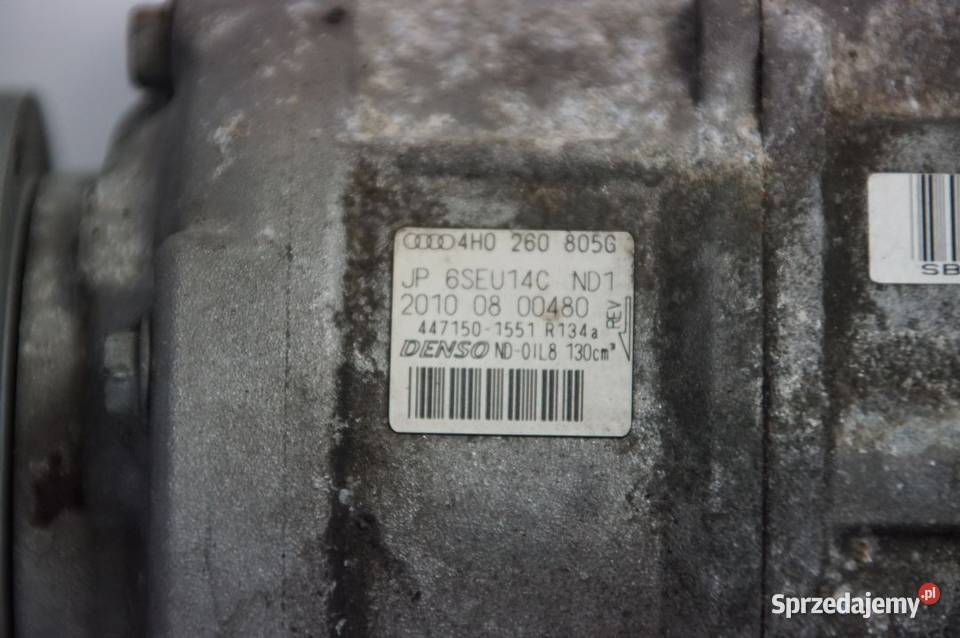 4H0 260 805G
JP 6SEU14C ND1
2010 08 00480
REV
447150-1551 R134a
DENSO ND-OIL8 130cm³
SB
Sprzedajemy.pl